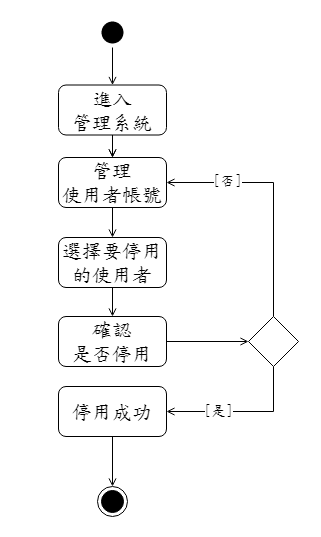 進入
管理系統
管理
使用者帳號
[否]
選擇要停用
的使用者
確認
是否停用
停用成功
[是]